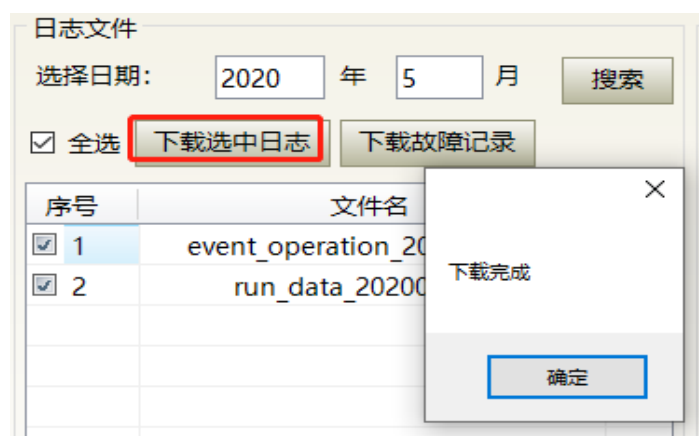 日志文件
选择日期: 2020 年 5 月 搜索
全选 下载选中日志 下载故障记录
序号 文件名
1 event_operation_20
2 run_data_2020
下载完成
确定